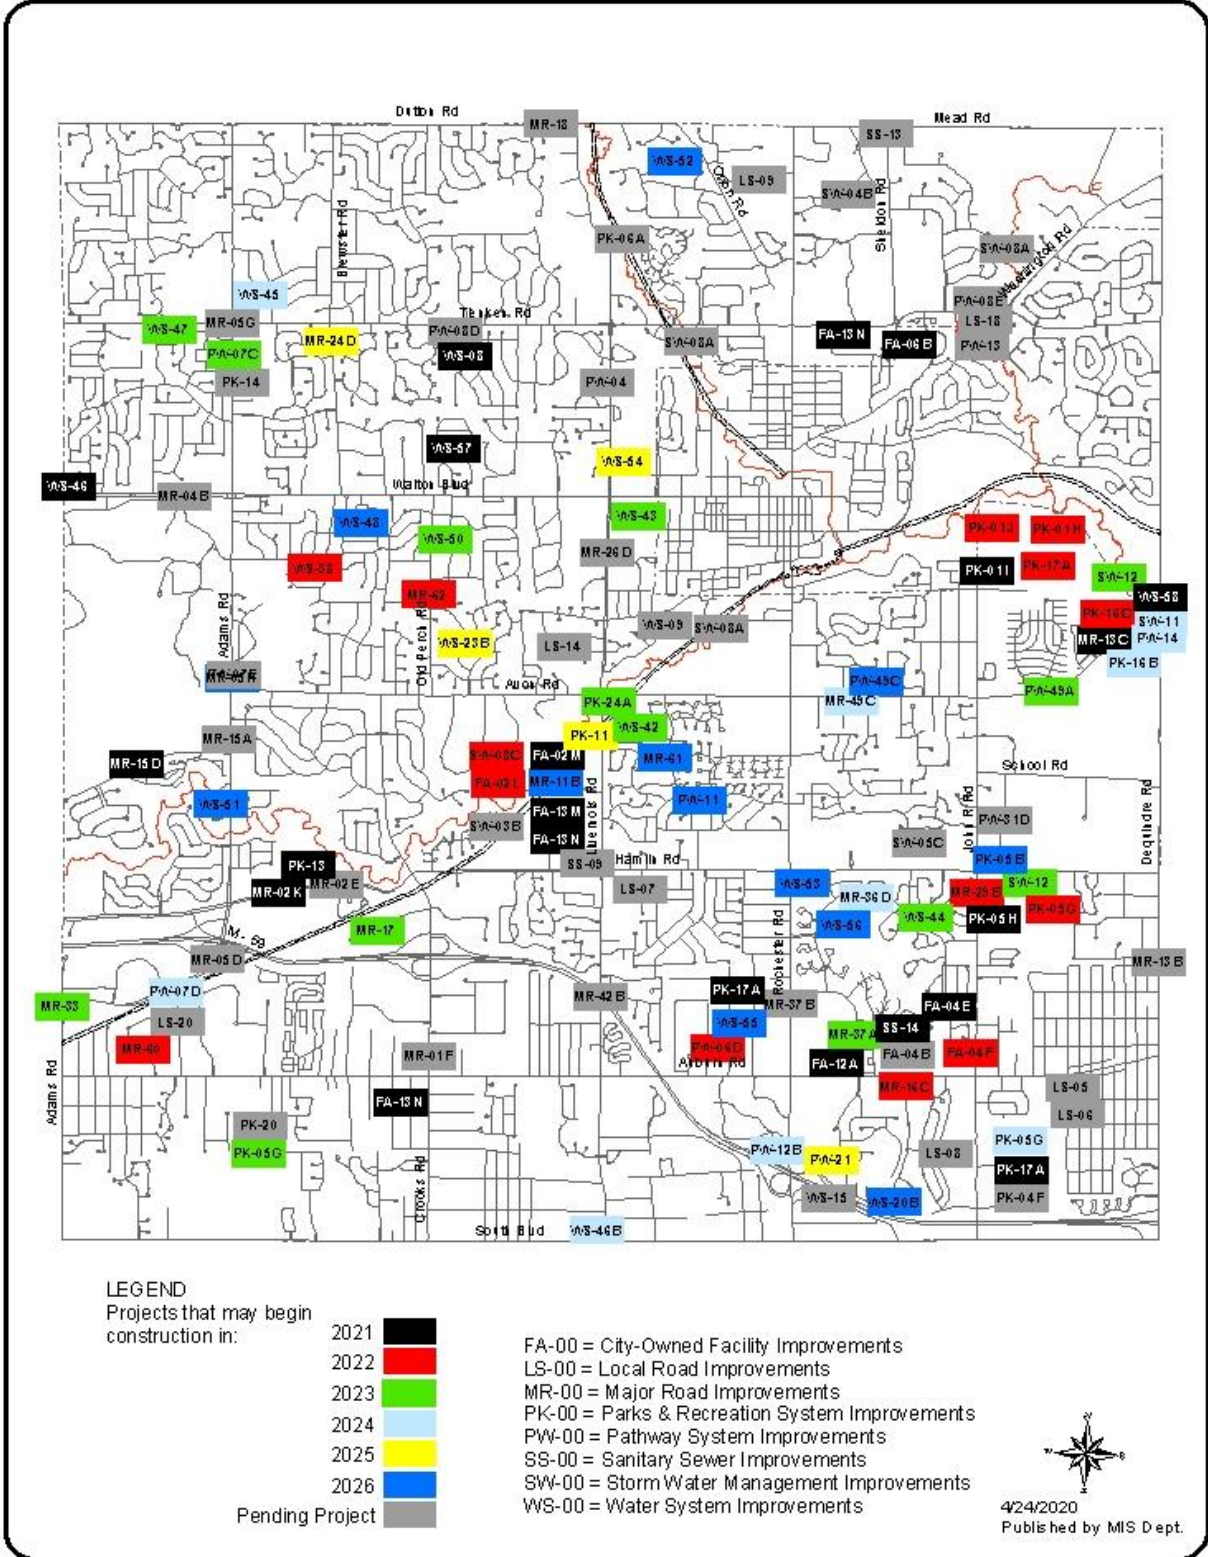 Dutton Rd
MR-18
Mead Rd
SS-13
WS-52
LS-09
Orion Rd
SW-04B
Sheldon Rd
Brewster Rd
PK-06A
SW-08A
Washington Rd
WS-45
PW-08E
Tienken Rd
WS-47
MR-05G
LS-18
PW-08D
MR-24D
FA-13N
SW-08A
FA-06B
PW-13
PW-07C
WS-08
PK-14
PW-04
WS-57
WS-54
Walton Blvd
WS-46
MR-04B
WS-48
WS-43
PK-01J
PK-01H
WS-50
MR-26D
WS-38
PK-01I
PK-17A
SW-12
MR-62
WS-58
Adams Rd
Old Perch Rd
PK-16C
WS-09
SW-08A
SW-11
WS-23B
LS-14
MR-13C
PW-14
PK-16B
Avon Rd
PW-49C
PW-49A
PK-24A
MR-49C
WS-42
MR-15A
PK-11
SW-08C
FA-02M
MR-61
MR-15D
School Rd
FA-02L
MR-11B
WS-51
PW-11
Livernois Rd
FA-13M
John R Rd
Dequindre Rd
SW-03B
PW-31D
FA-13N
SW-05C
PK-13
SS-09
Hamlin Rd
PK-05B
MR-02K
MR-02E
LS-07
WS-53
SW-12
MR-36D
PK-05G
WS-44
PK-05H
MR-17
WS-56
M-59
Rochester Rd
MR-05D
MR-13B
PW-07D
MR-42B
PK-17A
MR-37B
FA-04E
MR-33
LS-20
WS-55
SS-14
MR-37A
MR-60
PW-06D
MR-01F
FA-04B
FA-04F
Auburn Rd
FA-12A
Adams Rd
MR-16C
LS-05
FA-13N
LS-06
PK-20
PK-05G
PK-05G
PW-12B
PW-21
LS-08
PK-17A
Crooks Rd
WS-15
WS-20B
PK-04F
South Blvd
WS-46B
LEGEND
Projects that may begin
construction in:
2021
2022
2023
2024
2025
2026
Pending Project
FA-00 = City-Owned Facility Improvements
LS-00 = Local Road Improvements
MR-00 = Major Road Improvements
PK-00 = Parks & Recreation System Improvements
PW-00 = Pathway System Improvements
SS-00 = Sanitary Sewer Improvements
SW-00 = Storm Water Management Improvements
WS-00 = Water System Improvements
4/24/2020
Published by MIS Dept.